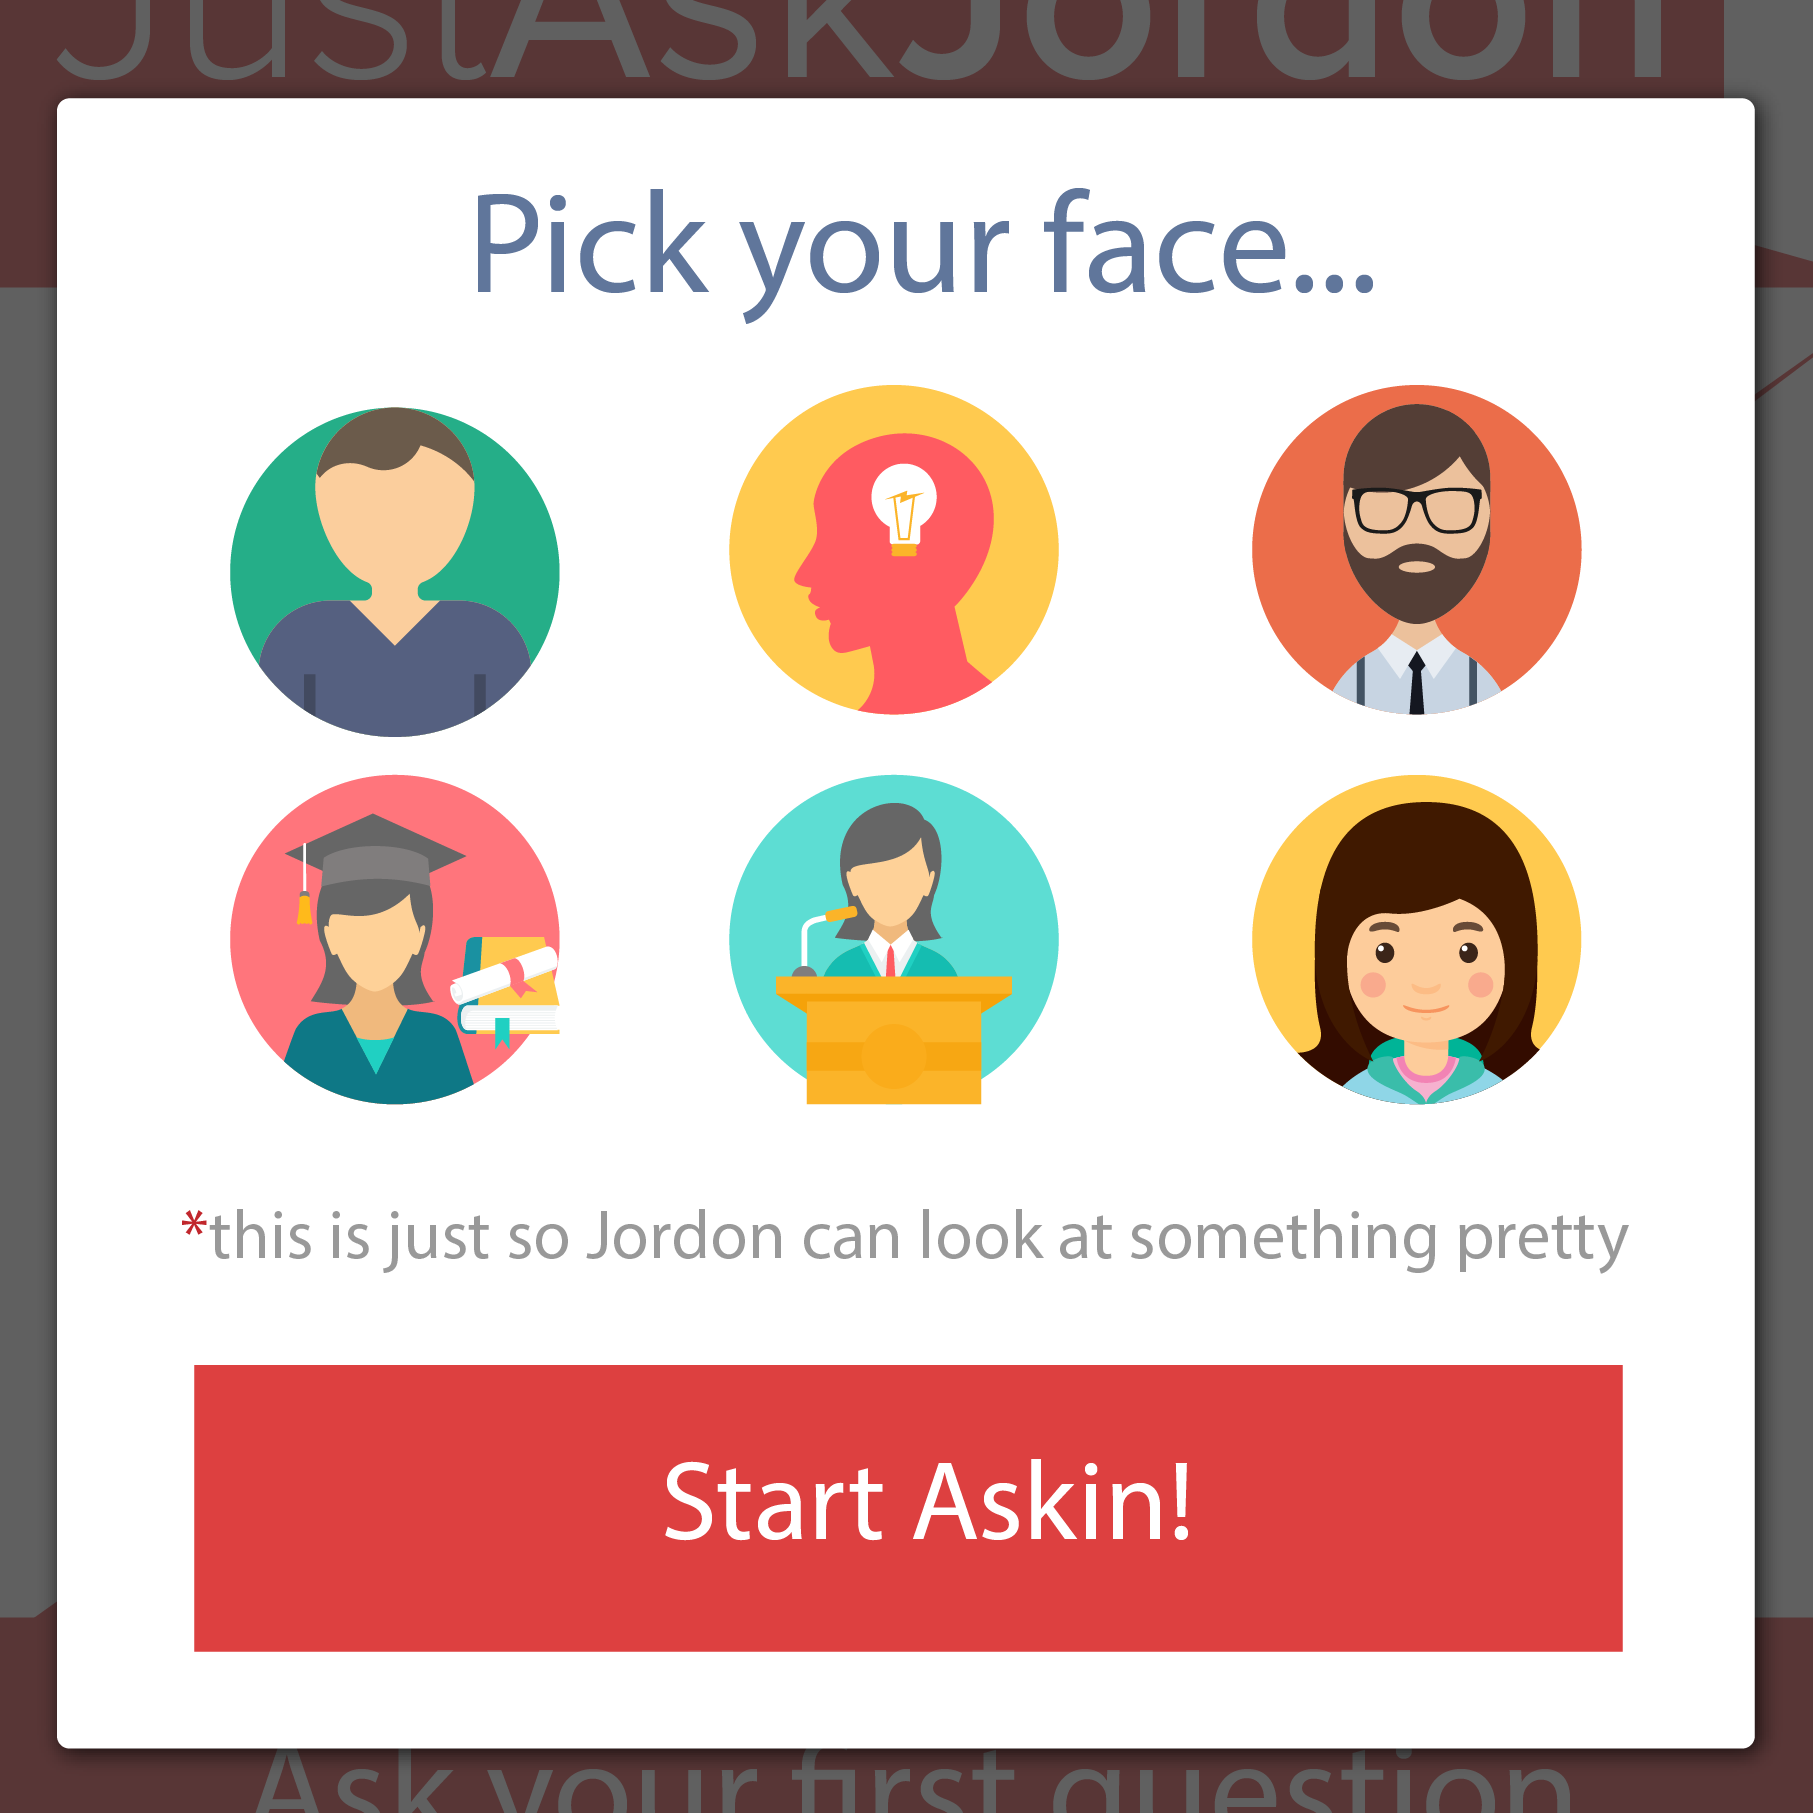 JustAskJordon
Pick your face...
*this is just so Jordon can look at something pretty
Start Askin!
Ask your first question